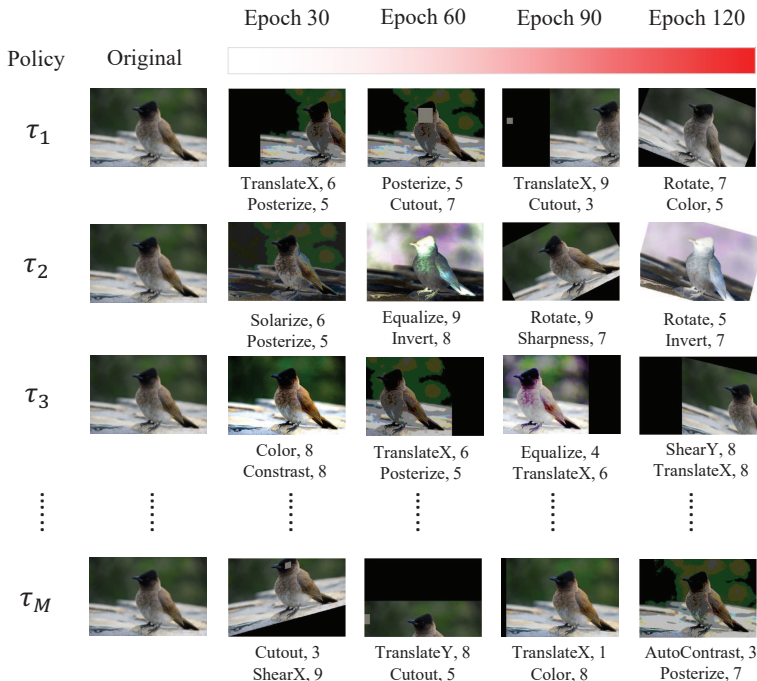 Epoch 30 Epoch 60 Epoch 90 Epoch 120
Policy Original
τ1
TranslateX, 6 Posterize, 5 TranslateX, 9 Rotate, 7
Posterize, 5 Cutout, 7 Cutout, 3 Color, 5
τ2
Solarize, 6 Equalize, 9 Rotate, 9 Rotate, 5
Posterize, 5 Invert, 8 Sharpness, 7 Invert, 7
τ3
Color, 8 TranslateX, 6 Equalize, 4 ShearY, 8
Constrast, 8 Posterize, 5 TranslateX, 6 TranslateX, 8
τM
Cutout, 3 TranslateY, 8 TranslateX, 1 AutoContrast, 3
ShearX, 9 Cutout, 5 Color, 8 Posterize, 7